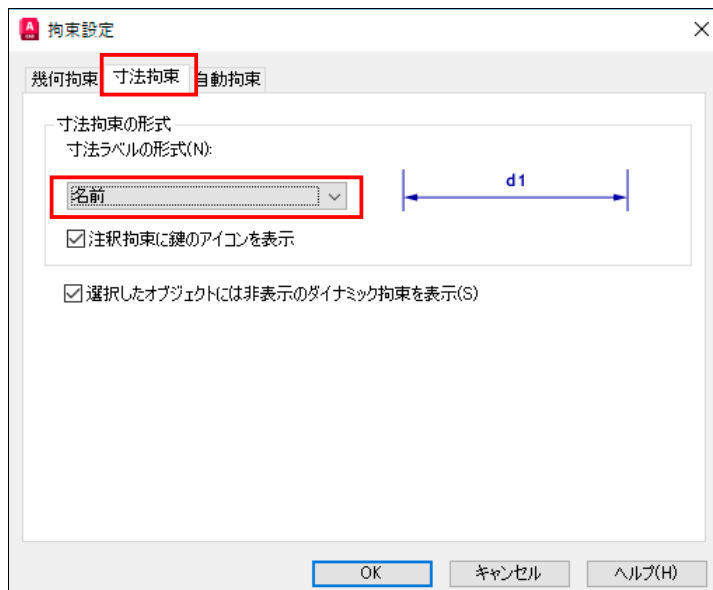 拘束設定
幾何拘束 寸法拘束 自動拘束
寸法拘束の形式
寸法ラベルの形式(N):
名前
d1
注釈拘束に鍵のアイコンを表示
選択したオブジェクトには非表示のダイナミック拘束を表示(S)
OK キャンセル ヘルプ(H)